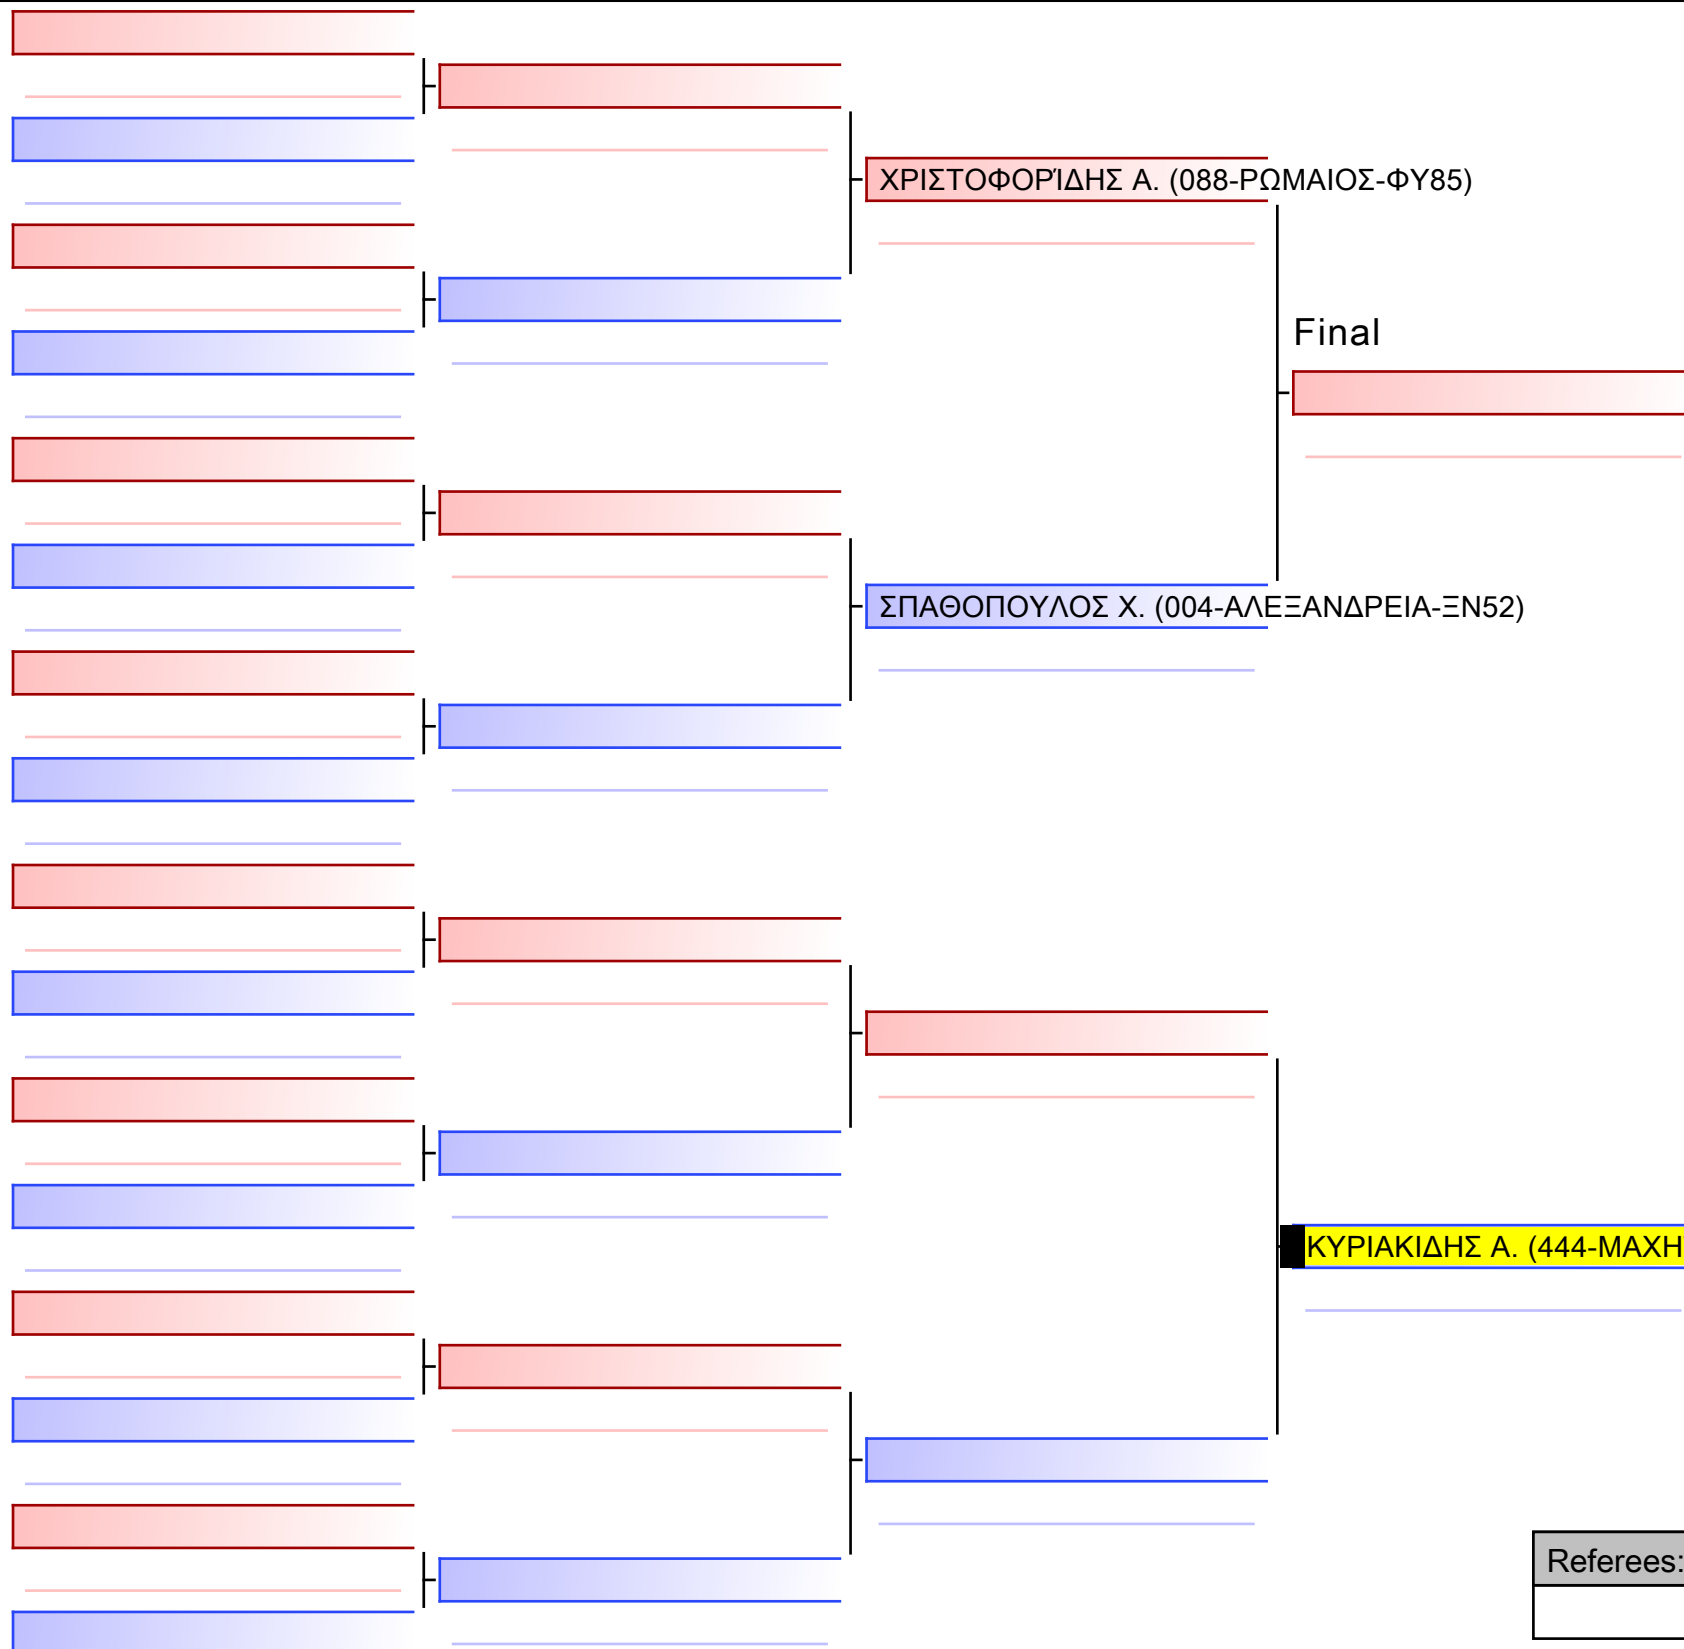 ΧΡΙΣΤΟΦΟΡΊΔΗΣ Α. (088-ΡΩΜΑΙΟΣ-ΦΥ85)
Final
ΣΠΑΘΟΠΟΥΛΟΣ Χ. (004-ΑΛΕΞΑΝΔΡΕΙΑ-ΞΝ52)
ΚΥΡΙΑΚΙΔΗΣ Α. (444-ΜΑΧΗ
Referees: